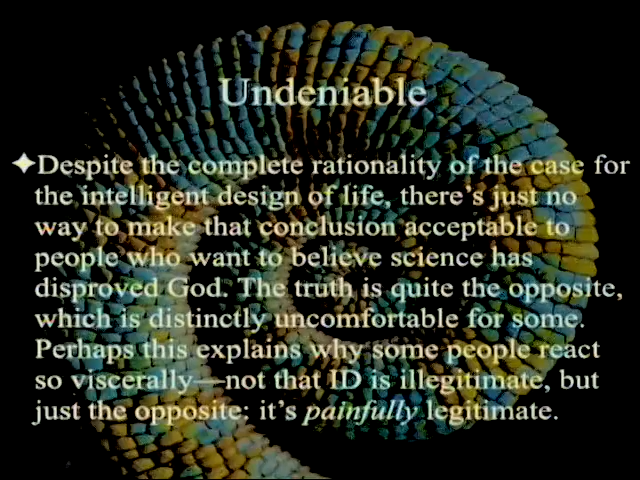 Undeniable
✦Despite the complete rationality of the case for
the intelligent design of life, there's just no
way to make that conclusion acceptable to
people who want to believe science has
disproved God. The truth is quite the opposite,
which is distinctly uncomfortable for some.
Perhaps this explains why some people react
so viscerally—not that ID is illegitimate, but
just the opposite: it's painfully legitimate.